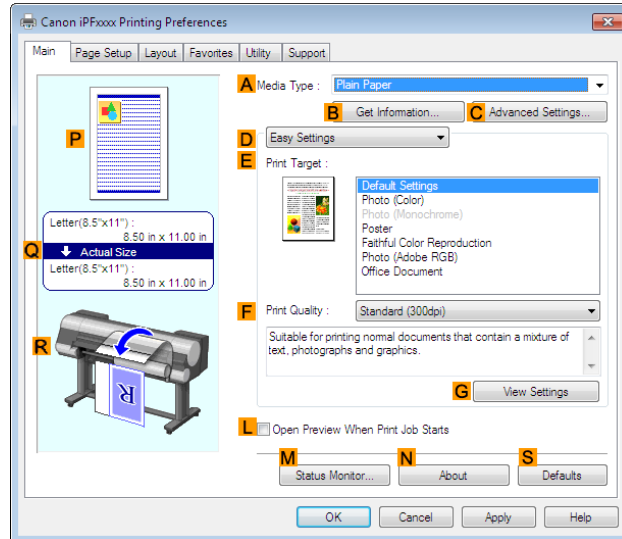 Canon iPFxxxx Printing Preferences
Main Page Setup Layout Favorites Utility Support
A Media Type : Plain Paper
B Get Information... C Advanced Settings...
P
D Easy Settings
E Print Target :
Default Settings
Photo (Color)
Photo (Monochrome)
Poster
Faithful Color Reproduction
Photo (Adobe RGB)
Office Document
Letter(8.5"x11") :
8.50 in x 11.00 in
Q Actual Size
Letter(8.5"x11") :
8.50 in x 11.00 in
F Print Quality : Standard (300dpi)
Suitable for printing normal documents that contain a mixture of
text, photographs and graphics.
R
R
G View Settings
L Open Preview When Print Job Starts
M Status Monitor... N About S Defaults
OK Cancel Apply Help